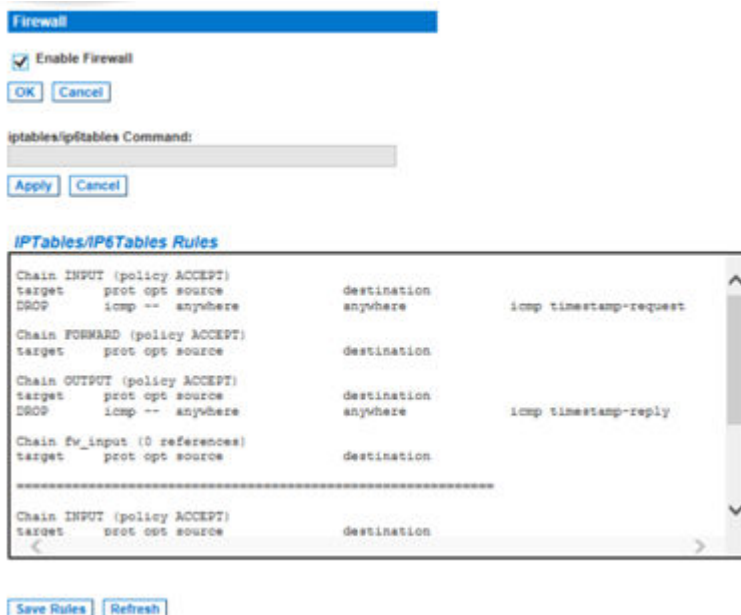 Firewall
Enable Firewall
OK Cancel
iptables/ip6tables Command:
Apply Cancel
IPTables/IP6Tables Rules
Chain INPUT (policy ACCEPT)
target prot opt source destination
DROP icmp -- anywhere anywhere icmp timestamp-request
Chain FORWARD (policy ACCEPT)
target prot opt source destination
Chain OUTPUT (policy ACCEPT)
target prot opt source destination
DROP icmp -- anywhere anywhere icmp timestamp-reply
Chain fw_input (0 references)
target prot opt source destination
============================================================
Chain INPUT (policy ACCEPT)
target prot opt source destination
Save Rules Refresh